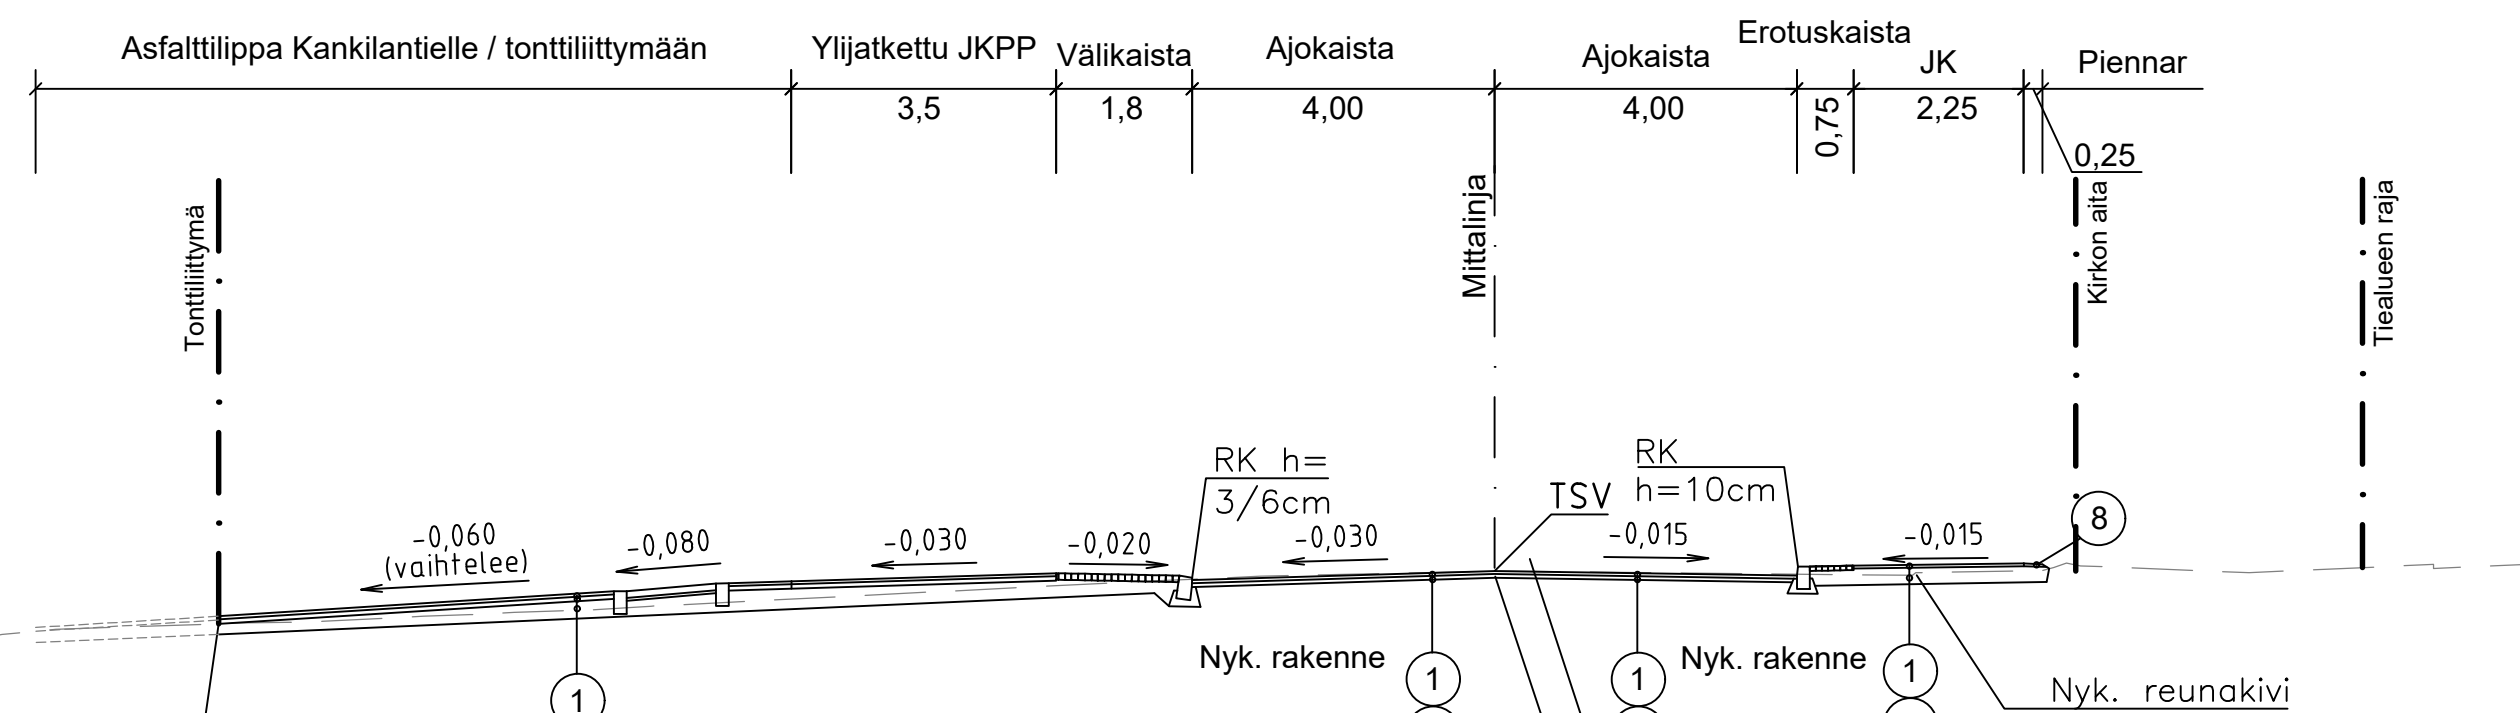 Asfalttilippa Kankilantielle / tonttiliittymään
Ylijatkettu JKPP
Välikaista
Ajokaista
Ajokaista
Erotuskaista
JK
Piennar
3,5
1,8
4,00
4,00
0,75
2,25
0,25
Tonttiliittymä
Mittalinja
Kirkon aita
Tiealueen raja
RK h=
3/6cm
TSV
RK
h=10cm
8
-0,060
(vaihtelee)
-0,080
-0,030
-0,020
-0,030
-0,015
-0,015
Nyk. rakenne
Nyk. rakenne
1
1
1
1
Nyk. reunakivi